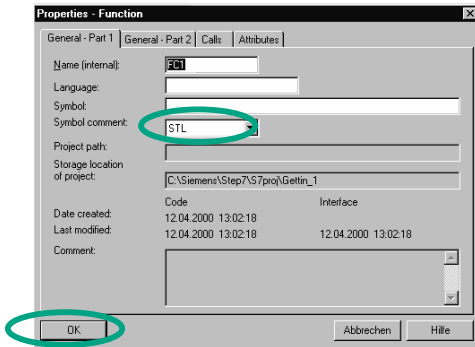 Properties - Function
General - Part 1 General - Part 2 Calls Attributes
Name (internal): FC1
Language:
Symbol:
Symbol comment: STL
Project path:
Storage location
of project: C:\Siemens\Step7\S7proj\Gettin_1
Code Interface
Date created: 12.04.2000 13:02:18
Last modified: 12.04.2000 13:02:18 12.04.2000 13:02:18
Comment:
OK Abbrechen Hilfe